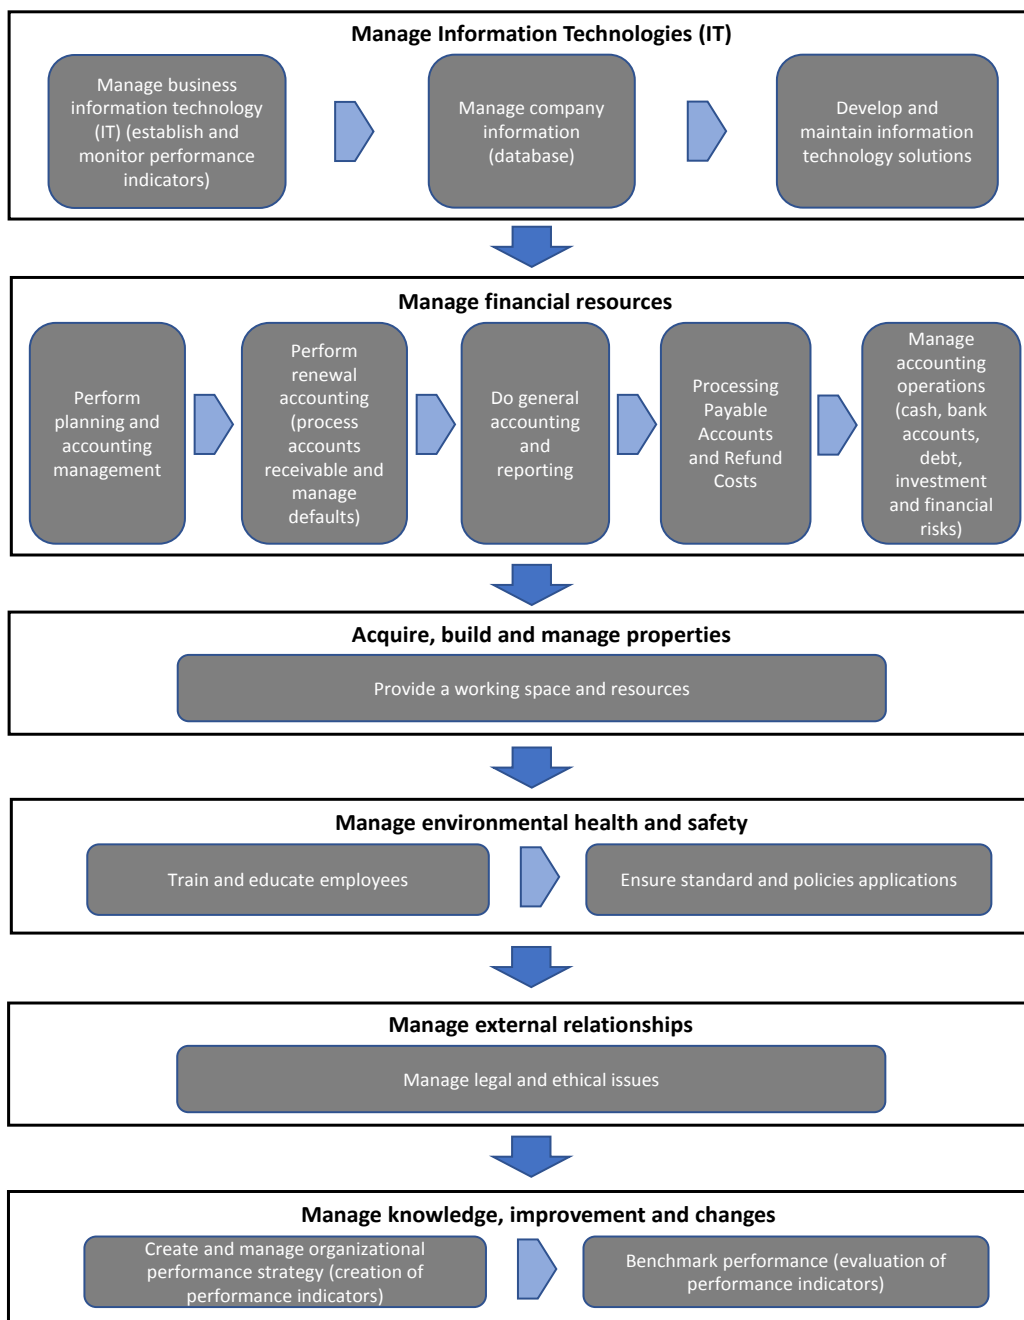 Manage Information Technologies (IT)
Manage business
information technology
(IT) (establish and
monitor performance
indicators)
Manage company
information
(database)
Develop and
maintain information
technology solutions
Manage financial resources
Perform
planning and
accounting
management
Perform
renewal
accounting
(process
accounts
receivable and
manage
defaults)
Do general
accounting
and
reporting
Processing
Payable
Accounts
and Refund
Costs
Manage
accounting
operations
(cash, bank
accounts,
debt,
investment
and financial
risks)
Acquire, build and manage properties
Provide a working space and resources
Manage environmental health and safety
Train and educate employees
Ensure standard and policies applications
Manage external relationships
Manage legal and ethical issues
Manage knowledge, improvement and changes
Create and manage organizational
performance strategy (creation of
performance indicators)
Benchmark performance (evaluation of
performance indicators)